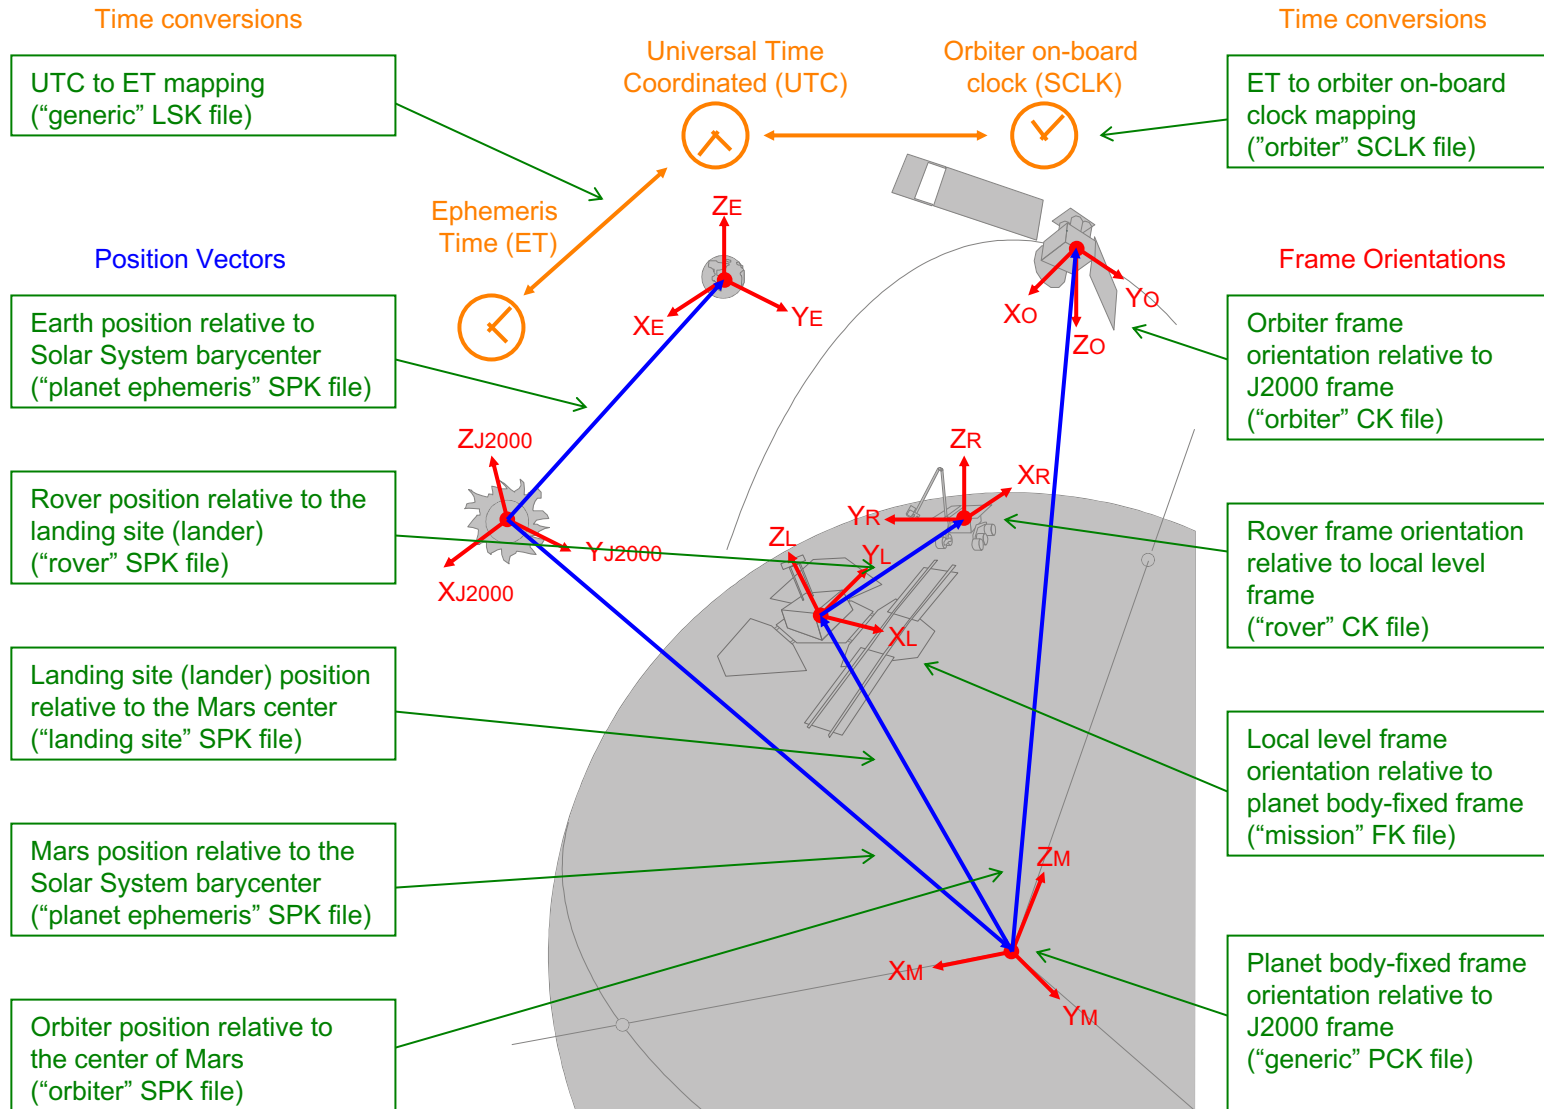 Time conversions
Time conversions
UTC to ET mapping
(“generic” LSK file)
Universal Time
Coordinated (UTC)
Orbiter on-board
clock (SCLK)
ET to orbiter on-board
clock mapping
(”orbiter” SCLK file)
Ephemeris
Time (ET)
Position Vectors
Frame Orientations
Earth position relative to
Solar System barycenter
(“planet ephemeris” SPK file)
Rover position relative to the
landing site (lander)
(“rover” SPK file)
Landing site (lander) position
relative to the Mars center
(“landing site” SPK file)
Mars position relative to the
Solar System barycenter
(“planet ephemeris” SPK file)
Orbiter position relative to
the center of Mars
(“orbiter” SPK file)
ZE
XE
YE
XO
YO
ZO
ZJ2000
YJ2000
XJ2000
ZR
XR
YR
ZL
YL
XL
ZM
XM
YM
Orbiter frame
orientation relative to
J2000 frame
(“orbiter” CK file)
Rover frame orientation
relative to local level
frame
(“rover” CK file)
Local level frame
orientation relative to
planet body-fixed frame
(“mission” FK file)
Planet body-fixed frame
orientation relative to
J2000 frame
(“generic” PCK file)